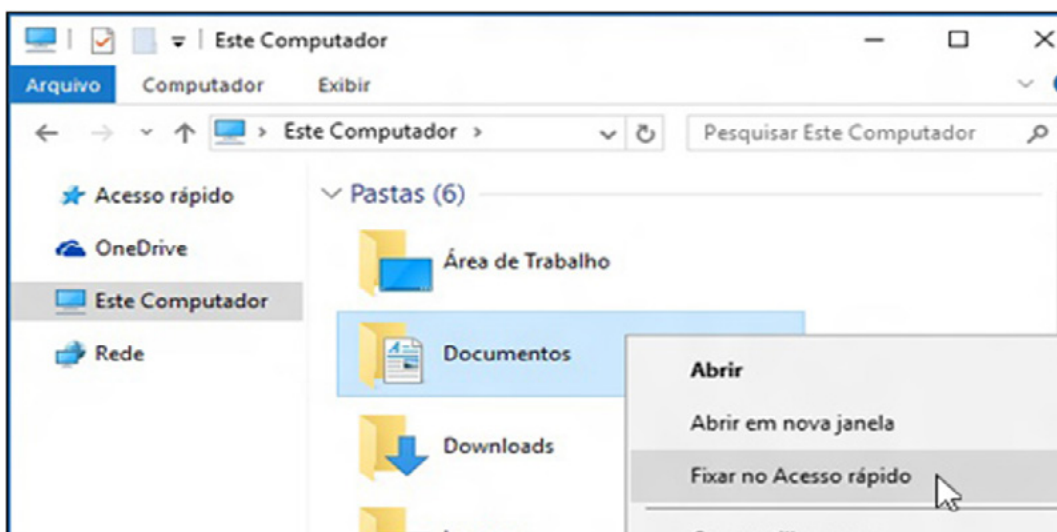 Este Computador
Arquivo Computador Exibir
Este Computador Pesquisar Este Computador
Acesso rápido
OneDrive
Este Computador
Rede
Pastas (6)
Área de Trabalho
Documentos
Downloads
Abrir
Abrir em nova janela
Fixar no Acesso rápido